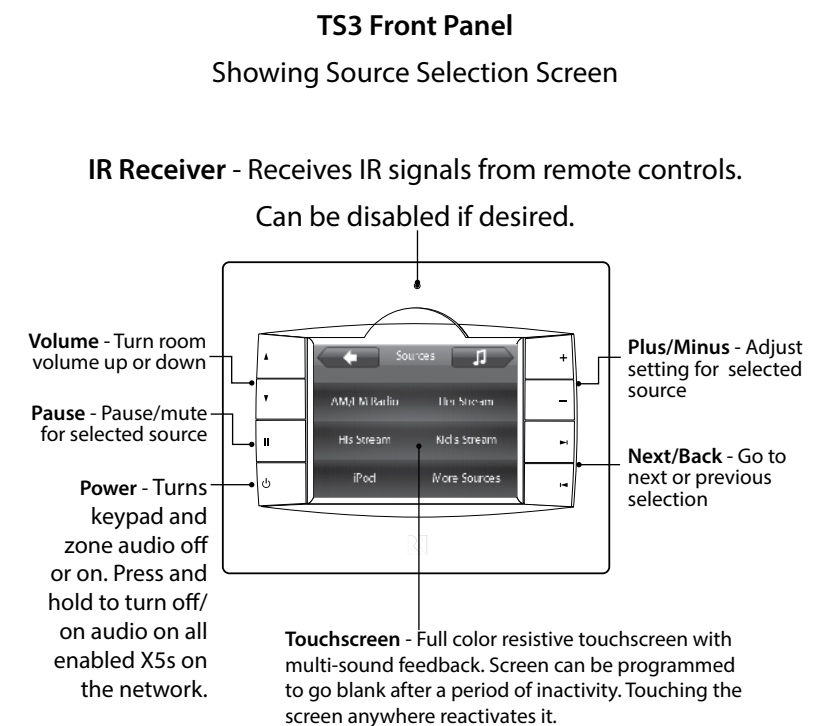 TS3 Front Panel
Showing Source Selection Screen
IR Receiver - Receives IR signals from remote controls.
Can be disabled if desired.
Volume - Turn room
volume up or down
Pause - Pause/mute
for selected source
Power - Turns
keypad and
zone audio off
or on. Press and
hold to turn off/
on audio on all
enabled X5s on
the network.
Sources
AM/FM Radio
Her Stream
His Stream
Kid's Stream
iPod
More Sources
+
–
Plus/Minus - Adjust
setting for selected
source
Next/Back - Go to
next or previous
selection
Touchscreen - Full color resistive touchscreen with
multi-sound feedback. Screen can be programmed
to go blank after a period of inactivity. Touching the
screen anywhere reactivates it.